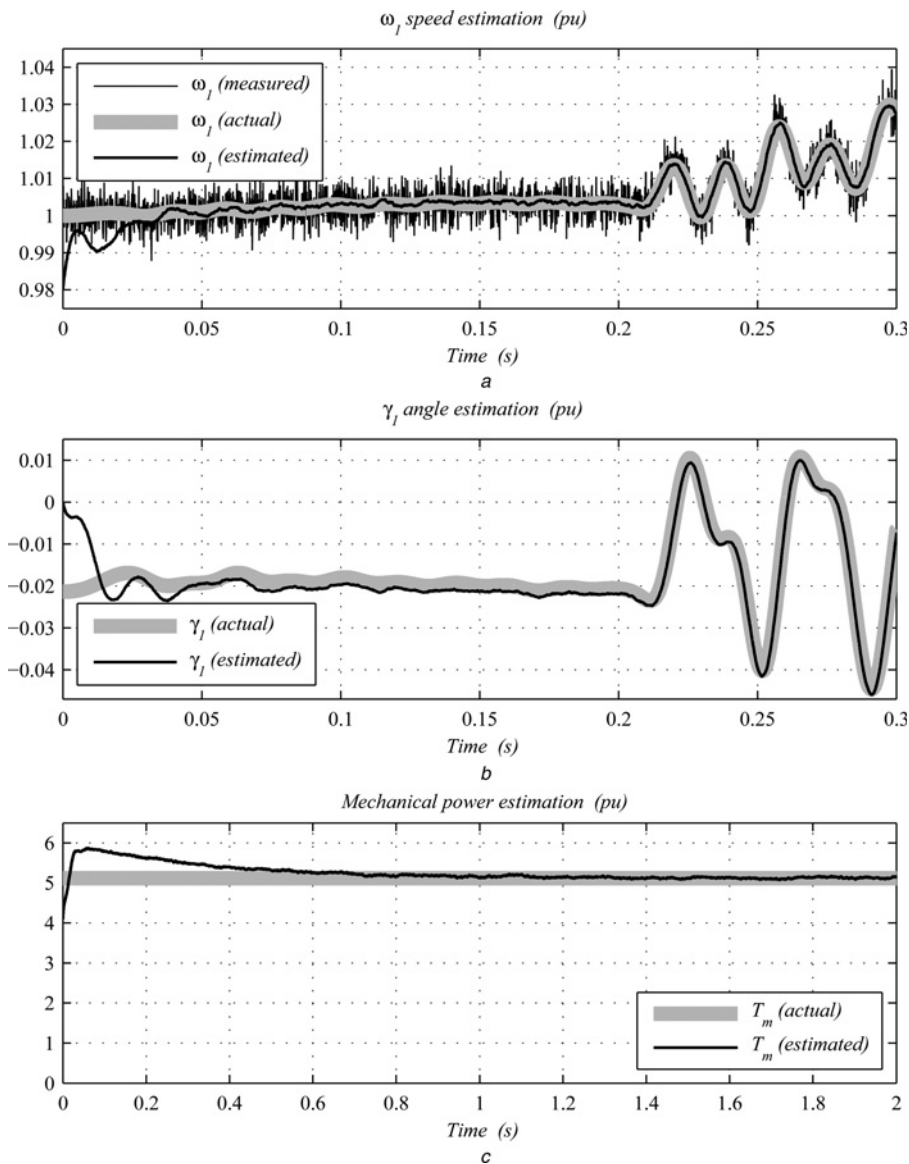 ω1 speed estimation (pu)
1.04
1.03
1.02
1.01
1
0.99
0.98
ω1 (measured)
ω1 (actual)
ω1 (estimated)
0 0.05 0.1 0.15 0.2 0.25 0.3
Time (s)
a
γ1 angle estimation (pu)
0.01
0
−0.01
−0.02
−0.03
−0.04
γ1 (actual)
γ1 (estimated)
0 0.05 0.1 0.15 0.2 0.25 0.3
Time (s)
b
Mechanical power estimation (pu)
6
5
4
3
2
1
0
Tm (actual)
Tm (estimated)
0 0.2 0.4 0.6 0.8 1 1.2 1.4 1.6 1.8 2
Time (s)
c